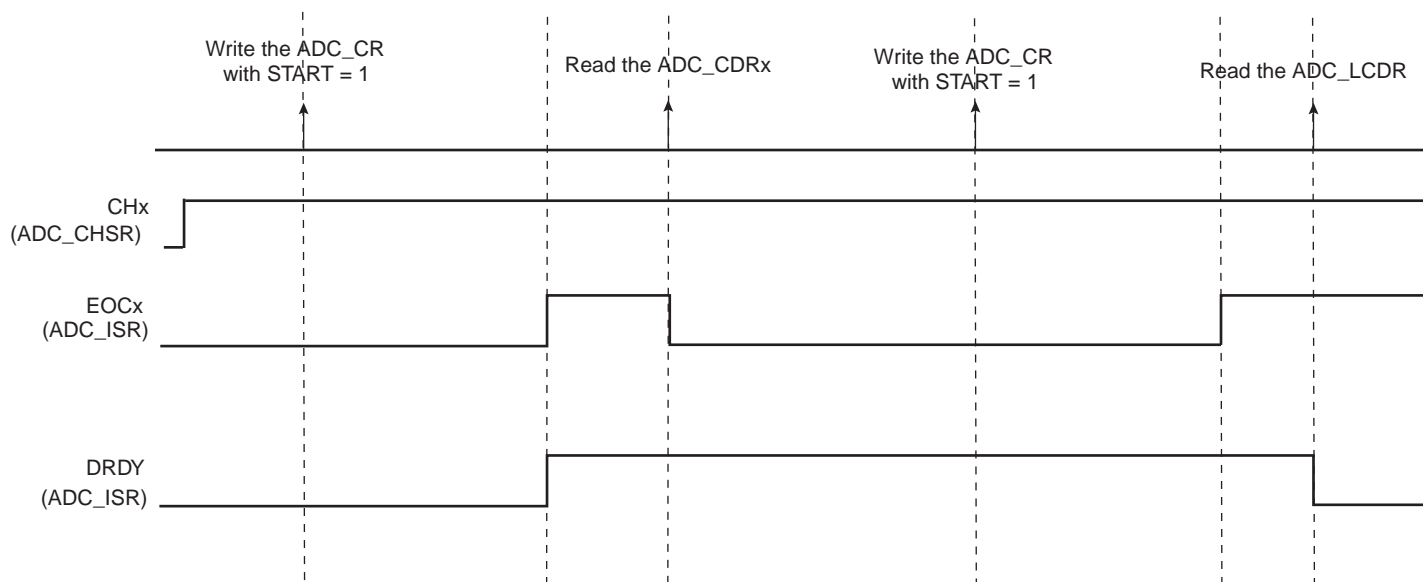 Write the ADC_CR
with START = 1
Read the ADC_CDRx
Write the ADC_CR
with START = 1
Read the ADC_LCDR
CHx
(ADC_CHSR)
EOCx
(ADC_ISR)
DRDY
(ADC_ISR)